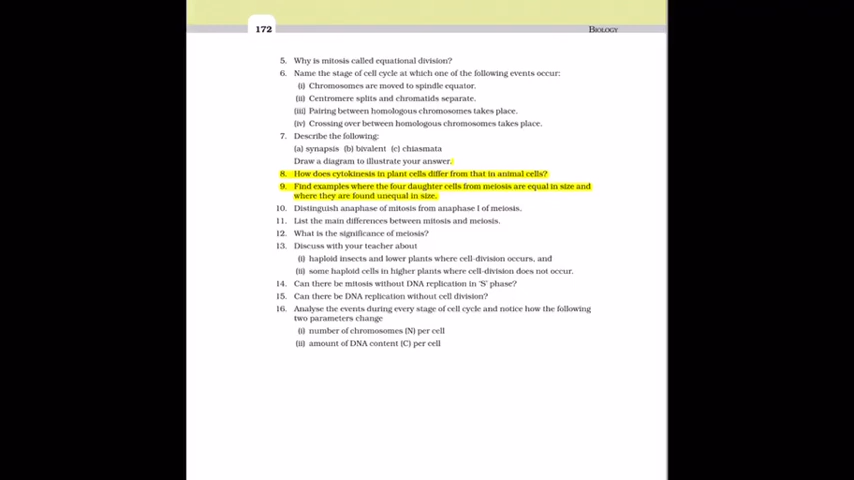 172
BIOLOGY
5. Why is mitosis called equational division?
6. Name the stage of cell cycle at which one of the following events occur:
(i) Chromosomes are moved to spindle equator.
(ii) Centromere splits and chromatids separate.
(iii) Pairing between homologous chromosomes takes place.
(iv) Crossing over between homologous chromosomes takes place.
7. Describe the following:
(a) synapsis (b) bivalent (c) chiasmata
Draw a diagram to illustrate your answer.
8. How does cytokinesis in plant cells differ from that in animal cells?
9. Find examples where the four daughter cells from meiosis are equal in size and
where they are found unequal in size.
10. Distinguish anaphase of mitosis from anaphase I of meiosis.
11. List the main differences between mitosis and meiosis.
12. What is the significance of meiosis?
13. Discuss with your teacher about
(i) haploid insects and lower plants where cell-division occurs, and
(ii) some haploid cells in higher plants where cell-division does not occur.
14. Can there be mitosis without DNA replication in 'S' phase?
15. Can there be DNA replication without cell division?
16. Analyse the events during every stage of cell cycle and notice how the following
two parameters change
(i) number of chromosomes (N) per cell
(ii) amount of DNA content (C) per cell